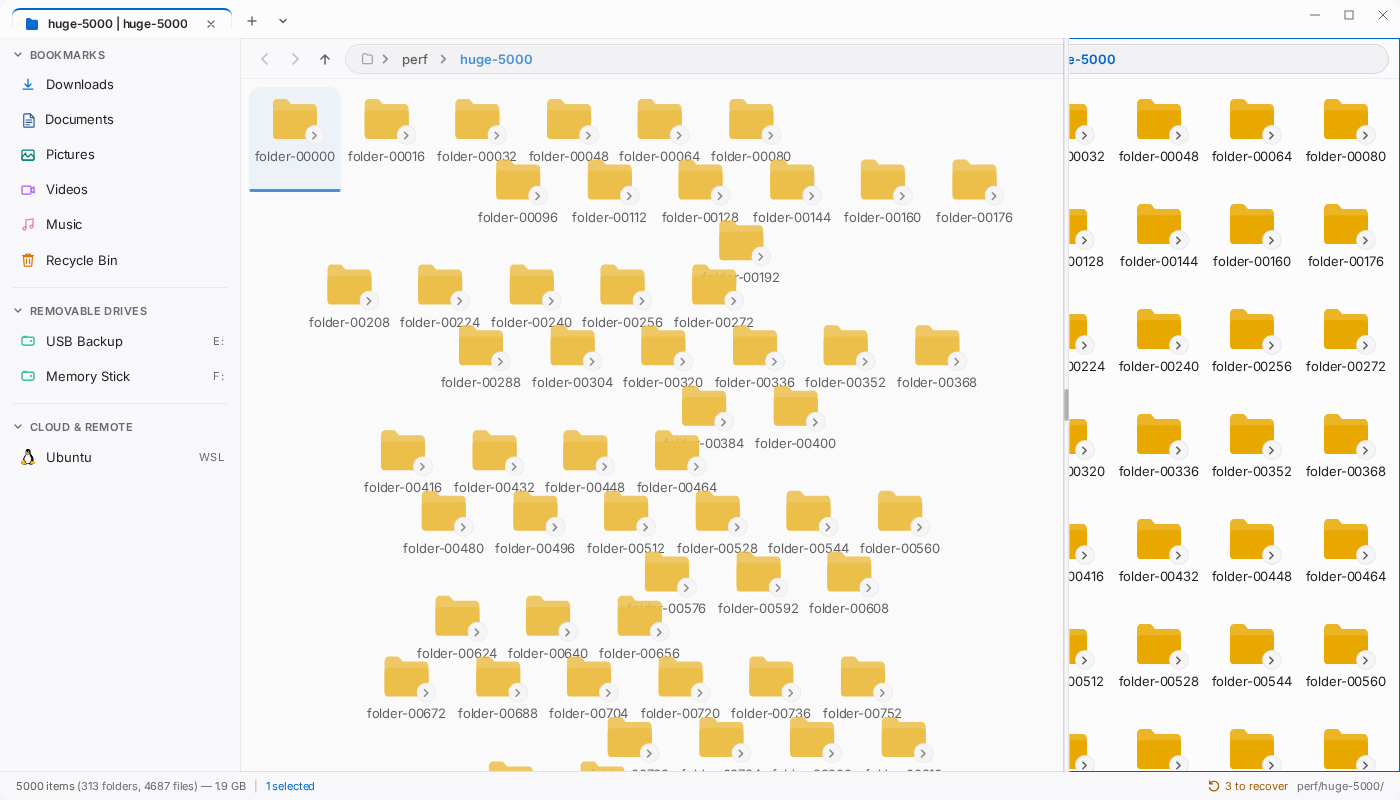 huge-5000 | huge-5000
BOOKMARKS
Downloads
Documents
Pictures
Videos
Music
Recycle Bin
REMOVABLE DRIVES
USB Backup E:
Memory Stick F:
CLOUD & REMOTE
Ubuntu WSL
perf huge-5000
folder-00000 folder-00016 folder-00032 folder-00048 folder-00064 folder-00080
folder-00096 folder-00112 folder-00128 folder-00144 folder-00160 folder-00176
-00192
folder-00208 folder-00224 folder-00240 folder-00256 folder-00272
folder-00288 folder-00304 folder-00320 folder-00336 folder-00352 folder-00368
-00384 folder-00400
folder-00416 folder-00432 folder-00448 folder-00464
folder-00480 folder-00496 folder-00512 folder-00528 folder-00544 folder-00560
-00576 folder-00592 folder-00608
folder-00624 folder-00640 folder-00656
folder-00672 folder-00688 folder-00704 folder-00720 folder-00736 folder-00752
e-5000
00032 folder-00048 folder-00064 folder-00080
00128 folder-00144 folder-00160 folder-00176
00224 folder-00240 folder-00256 folder-00272
00320 folder-00336 folder-00352 folder-00368
00416 folder-00432 folder-00448 folder-00464
00512 folder-00528 folder-00544 folder-00560
5000 items (313 folders, 4687 files) — 1.9 GB 1 selected
3 to recover perf/huge-5000/